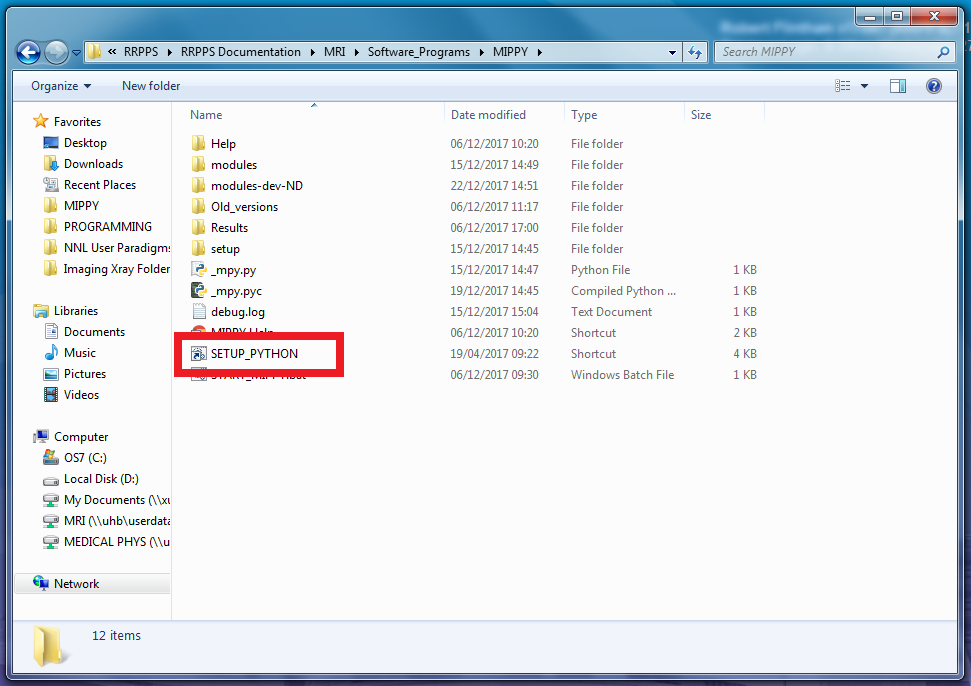 « RRPPS ▸ RRPPS Documentation ▸ MRI ▸ Software_Programs ▸ MIPPY ▸ Search MIPPY
Organize New folder
Name Date modified Type Size
Favorites
Desktop
Downloads
Recent Places
MIPPY
PROGRAMMING
NNL User Paradigms
Imaging Xray Folder
Libraries
Documents
Music
Pictures
Videos
Computer
OS7 (C:)
Local Disk (D:)
My Documents (\\xu
MRI (\\uhb\userdata
MEDICAL PHYS (\\u
Network
Help 06/12/2017 10:20 File folder
modules 15/12/2017 14:49 File folder
modules-dev-ND 22/12/2017 14:51 File folder
Old_versions 06/12/2017 11:17 File folder
Results 06/12/2017 17:00 File folder
setup 15/12/2017 14:45 File folder
_mpy.py 15/12/2017 14:47 Python File 1 KB
_mpy.pyc 19/12/2017 14:45 Compiled Python ... 1 KB
debug.log 15/12/2017 15:04 Text Document 1 KB
MIPPY Help 06/12/2017 10:20 Shortcut 2 KB
SETUP_PYTHON 19/04/2017 09:22 Shortcut 4 KB
START_MIPPY.bat 06/12/2017 09:30 Windows Batch File 1 KB
12 items